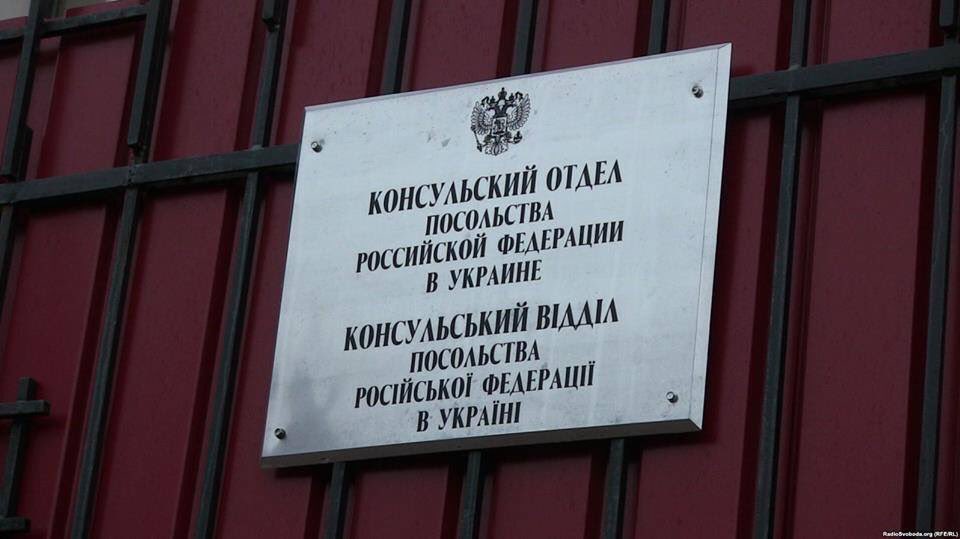 КОНСУЛЬСКИЙ ОТДЕЛ
ПОСОЛЬСТВА
РОССИЙСКОЙ ФЕДЕРАЦИИ
В УКРАИНЕ
КОНСУЛЬСЬКИЙ ВІДДІЛ
ПОСОЛЬСТВА
РОСІЙСЬКОЇ ФЕДЕРАЦІЇ
В УКРАЇНІ
RadioSvoboda.org (RFE/RL)